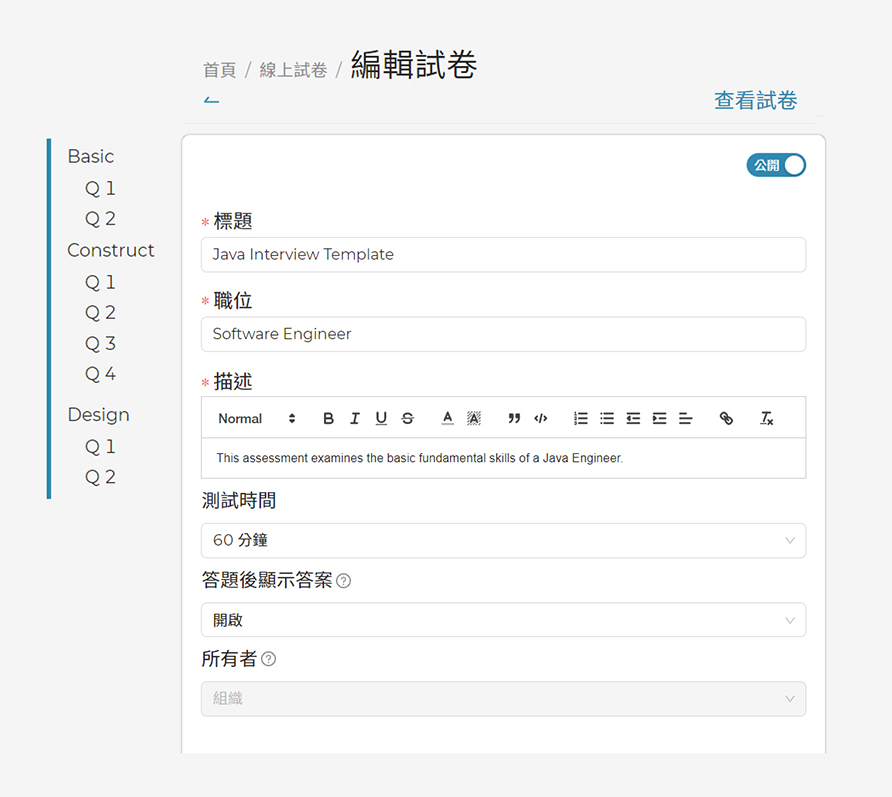 首頁 / 線上試卷 / 編輯試卷
查看試卷
Basic
Q 1
Q 2
Construct
Q 1
Q 2
Q 3
Q 4
Design
Q 1
Q 2
公開
* 標題
Java Interview Template
* 職位
Software Engineer
* 描述
Normal
This assessment examines the basic fundamental skills of a Java Engineer.
測試時間
60 分鐘
答題後顯示答案
開啟
所有者
組織